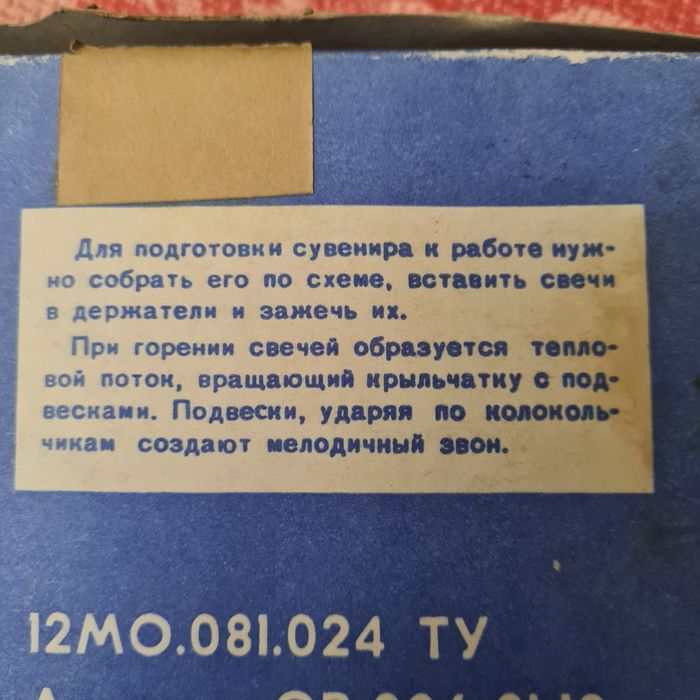 Для подготовки сувенира к работе нуж-
но собрать его по схеме, вставить свечи
в держатели и зажечь их.
При горении свечей образуется тепло-
вой поток, вращающий крыльчатку с под-
весками. Подвески, ударяя по колоколь-
чикам создают мелодичный звон.
12МО.081.024 ТУ